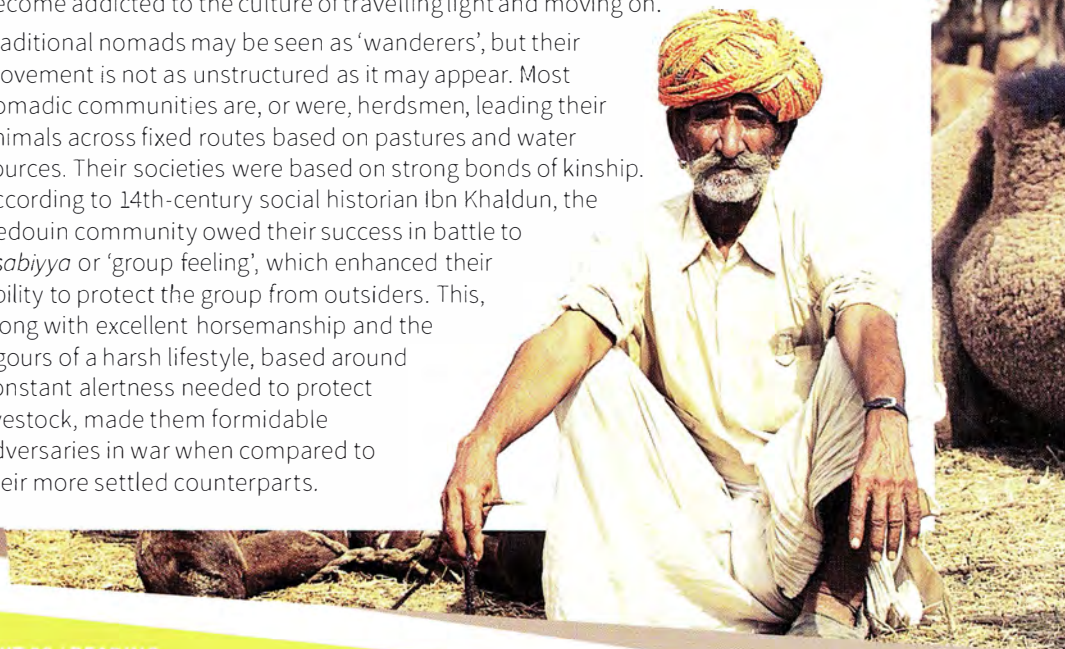 ecome addicted to the culture of travelling light and moving on.
raditional nomads may be seen as ‘wanderers’, but their
ovement is not as unstructured as it may appear. Most
omadic communities are, or were, herdsmen, leading their
nimals across fixed routes based on pastures and water
ources. Their societies were based on strong bonds of kinship.
ccording to 14th-century social historian Ibn Khaldun, the
edouin community owed their success in battle to
sabiyya or ‘group feeling’, which enhanced their
bility to protect the group from outsiders. This,
ong with excellent horsemanship and the
gours of a harsh lifestyle, based around
onstant alertness needed to protect
vestock, made them formidable
dversaries in war when compared to
eir more settled counterparts.